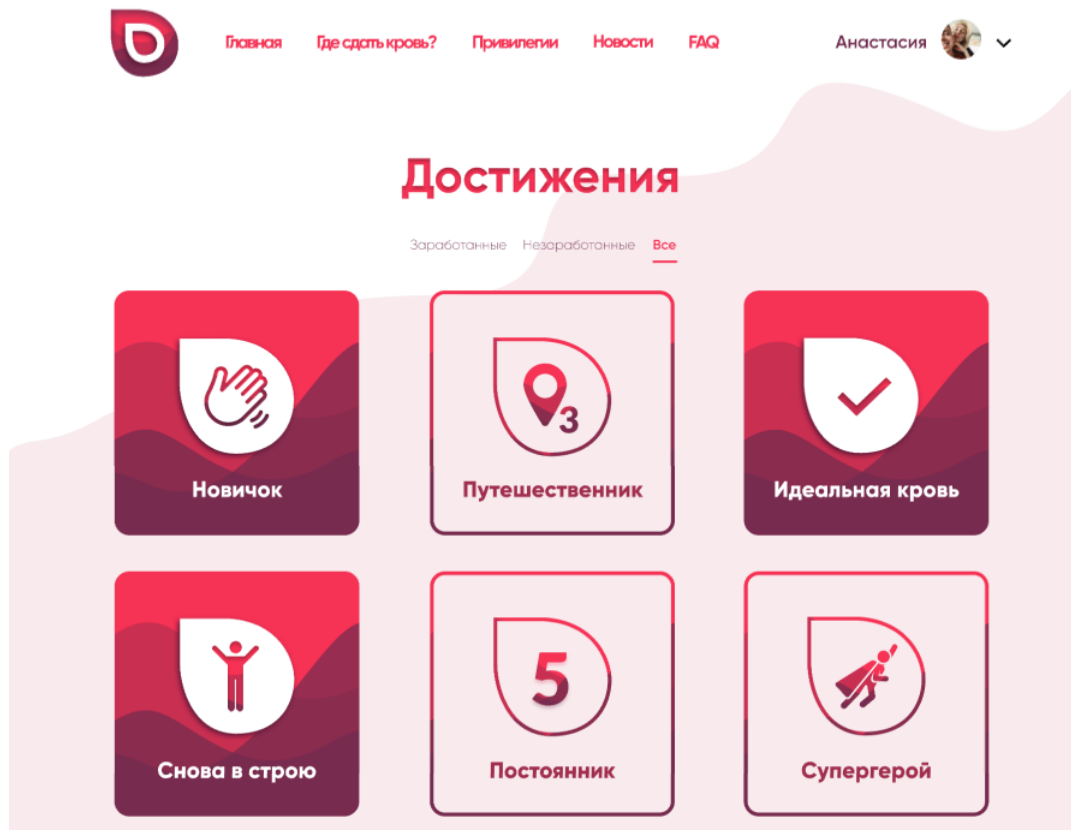 Главная Где сдать кровь? Привилегии Новости FAQ Анастасия
Достижения
Заработанные Незоработанные Все
3
Новичок Путешественник Идеальная кровь
5
Снова в строю Постоянник Супергерой